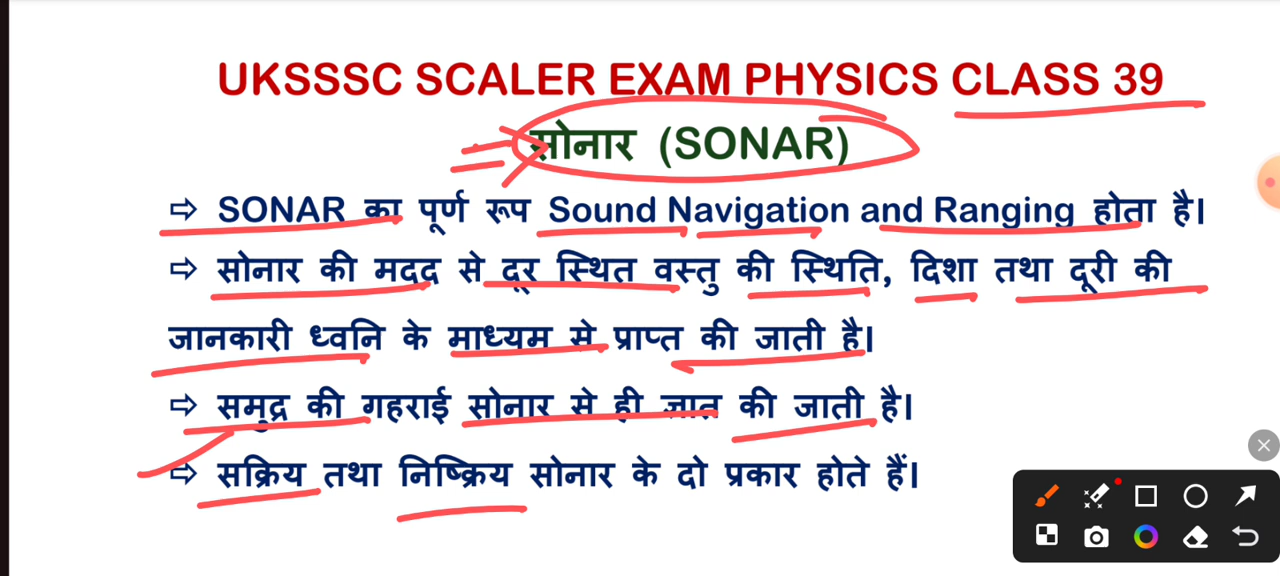 UKSSSC SCALER EXAM PHYSICS CLASS 39
सोनार (SONAR)
⇨ SONAR का पूर्ण रूप Sound Navigation and Ranging होता है।
⇨ सोनार की मदद से दूर स्थित वस्तु की स्थिति, दिशा तथा दूरी की
जानकारी ध्वनि के माध्यम से प्राप्त की जाती है।
⇨ समुद्र की गहराई सोनार से ही ज्ञात की जाती है।
⇨ सक्रिय तथा निष्क्रिय सोनार के दो प्रकार होते हैं।